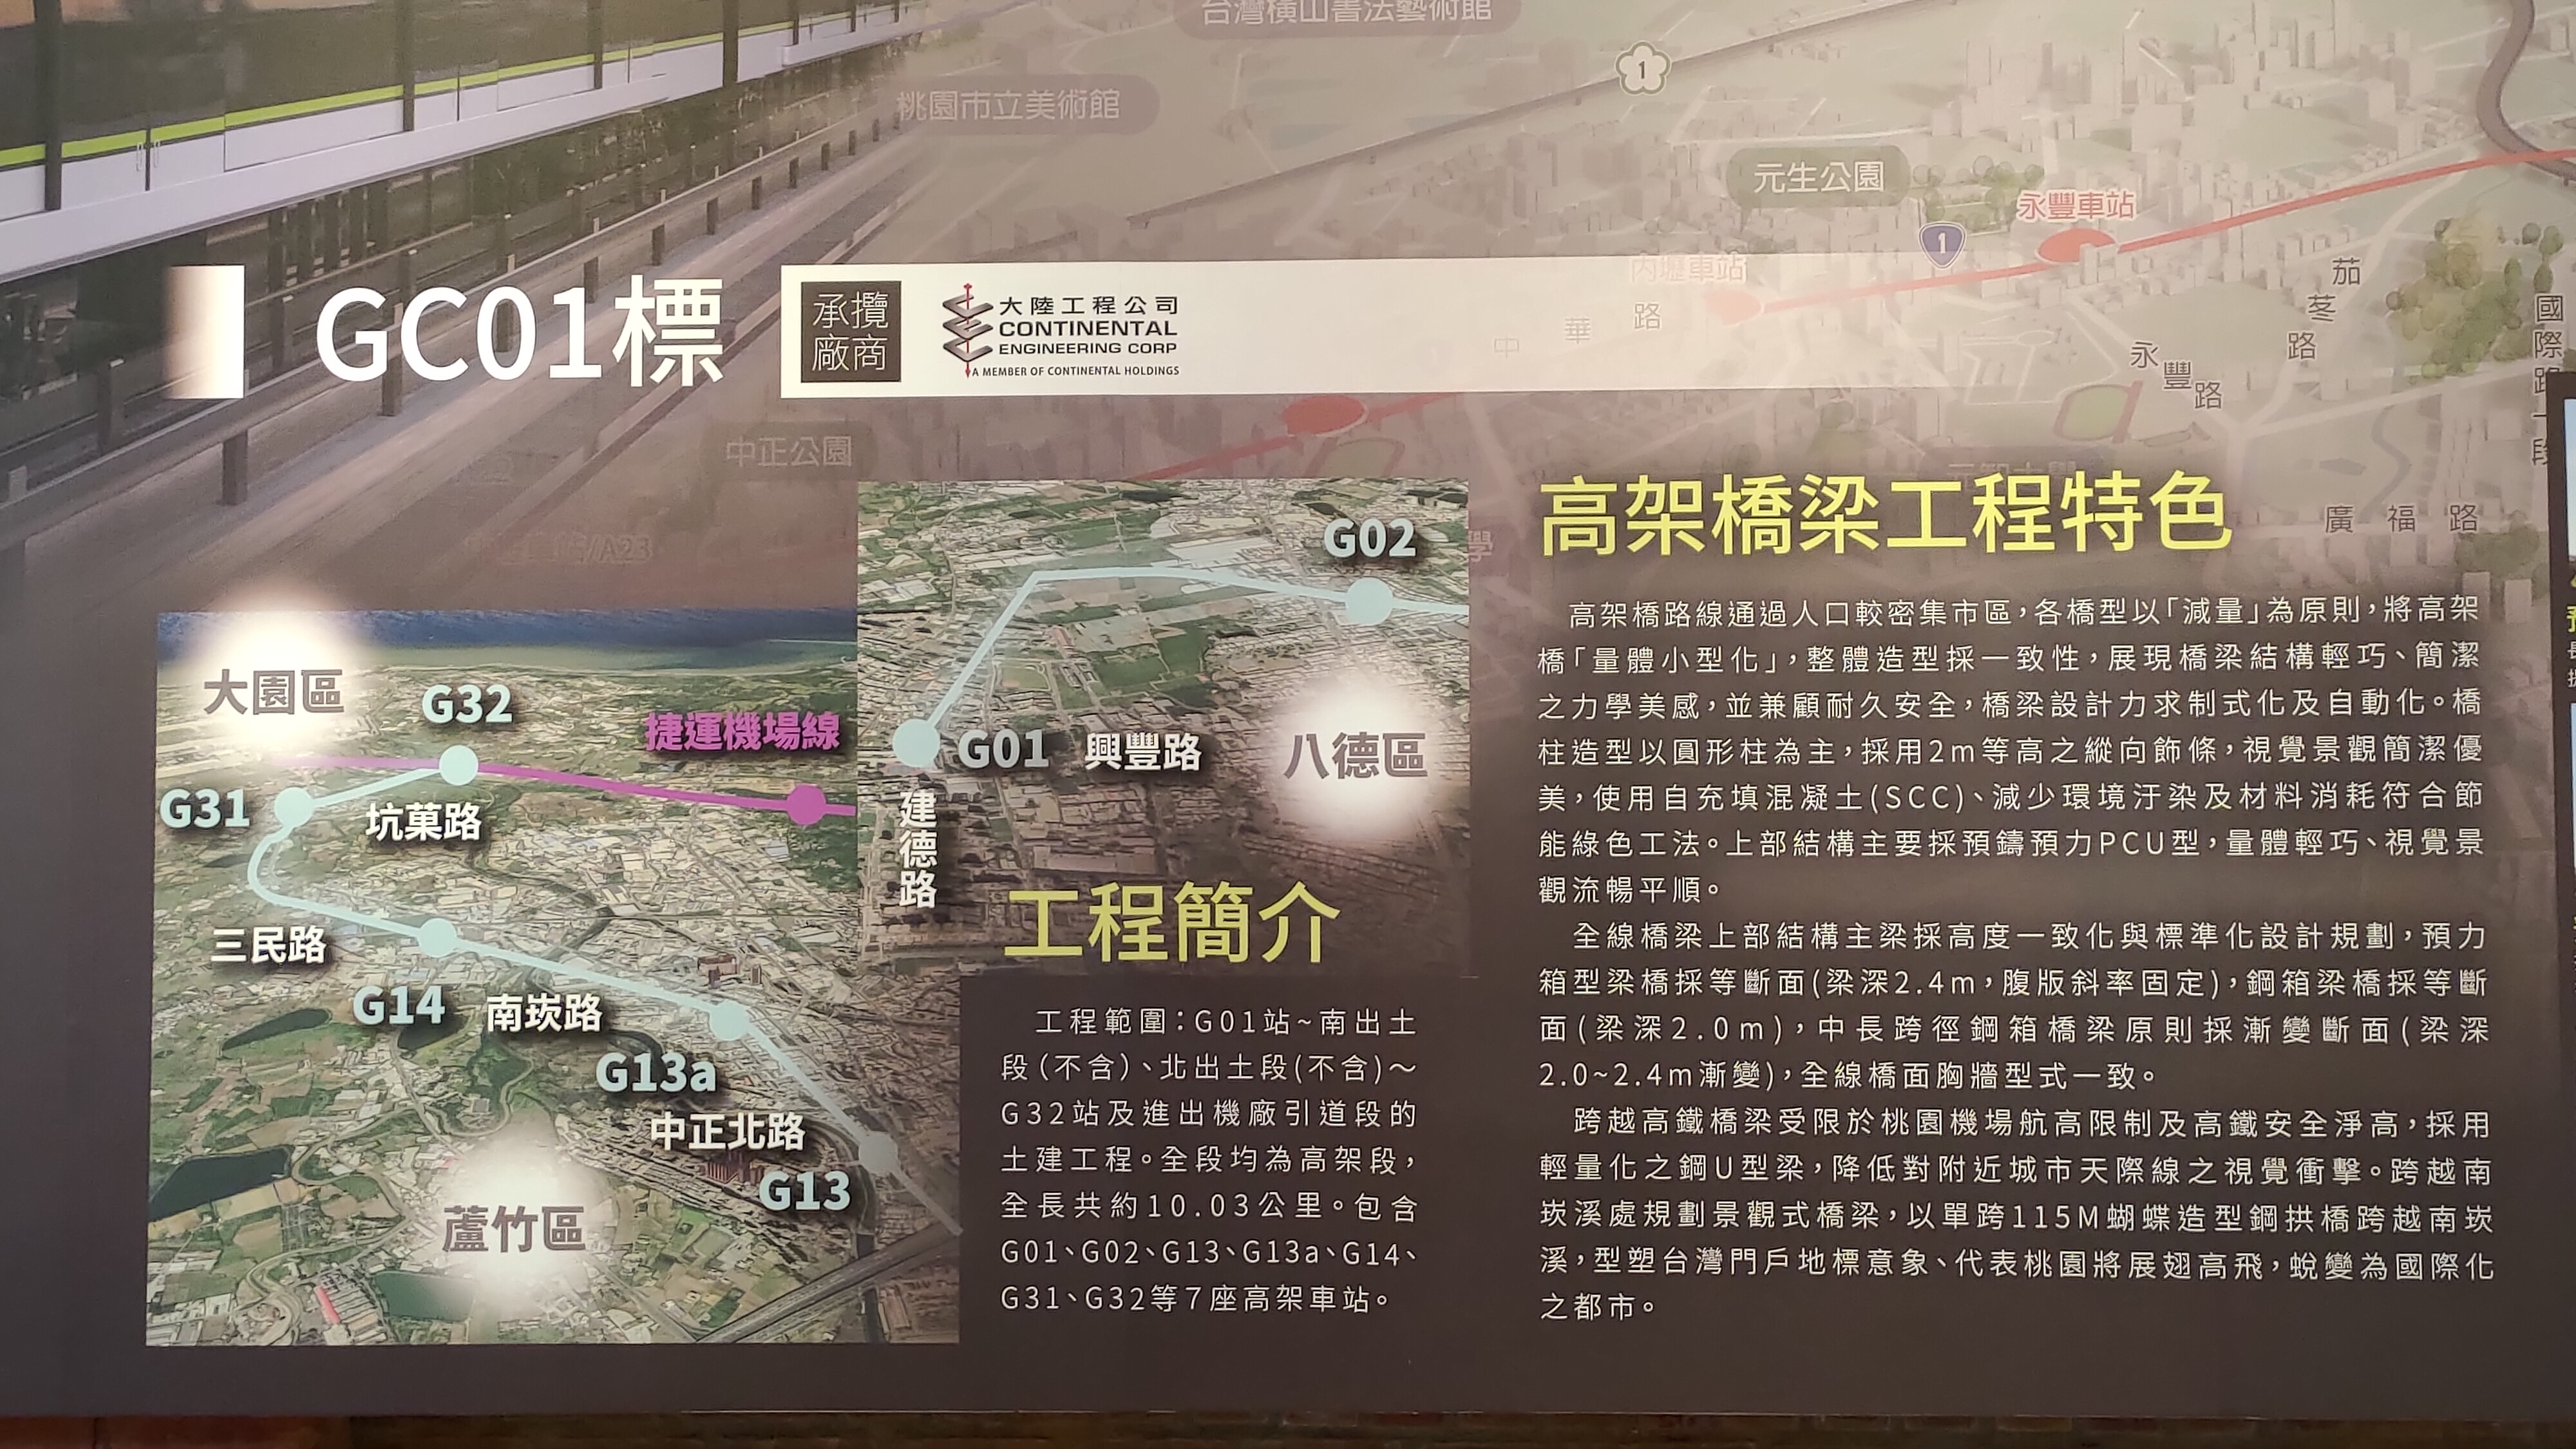 台灣橫山書法藝術館
桃園市立美術館
1
元生公園
永豐車站
1
內壢車站
茄苳路
中華路
永豐路
廣福路
中正公園
GC01標
承攬
廠商
大陸工程公司
CONTINENTAL
ENGINEERING CORP
A MEMBER OF CONTINENTAL HOLDINGS
G02
G01
興豐路
八德區
建德路
大園區
G32
捷運機場線
G31
坑菓路
三民路
G14
南崁路
G13a
中正北路
G13
蘆竹區
工程簡介
工程範圍：G01站~南出土
段(不含)、北出土段(不含)～
G32站及進出機廠引道段的
土建工程。全段均為高架段，
全長共約10.03公里。包含
G01、G02、G13、G13a、G14、
G31、G32等7座高架車站。
高架橋梁工程特色
高架橋路線通過人口較密集市區，各橋型以「減量」為原則，將高架
橋「量體小型化」，整體造型採一致性，展現橋梁結構輕巧、簡潔
之力學美感，並兼顧耐久安全，橋梁設計力求制式化及自動化。橋
柱造型以圓形柱為主，採用2m等高之縱向飾條，視覺景觀簡潔優
美，使用自充填混凝土(SCC)、減少環境汙染及材料消耗符合節
能綠色工法。上部結構主要採預鑄預力PCU型，量體輕巧、視覺景
觀流暢平順。
全線橋梁上部結構主梁採高度一致化與標準化設計規劃，預力
箱型梁橋採等斷面(梁深2.4m，腹版斜率固定)，鋼箱梁橋採等斷
面(梁深2.0m)，中長跨徑鋼箱橋梁原則採漸變斷面(梁深
2.0~2.4m漸變)，全線橋面胸牆型式一致。
跨越高鐵橋梁受限於桃園機場航高限制及高鐵安全淨高，採用
輕量化之鋼U型梁，降低對附近城市天際線之視覺衝擊。跨越南
崁溪處規劃景觀式橋梁，以單跨115M蝴蝶造型鋼拱橋跨越南崁
溪，型塑台灣門戶地標意象、代表桃園將展翅高飛，蛻變為國際化
之都市。